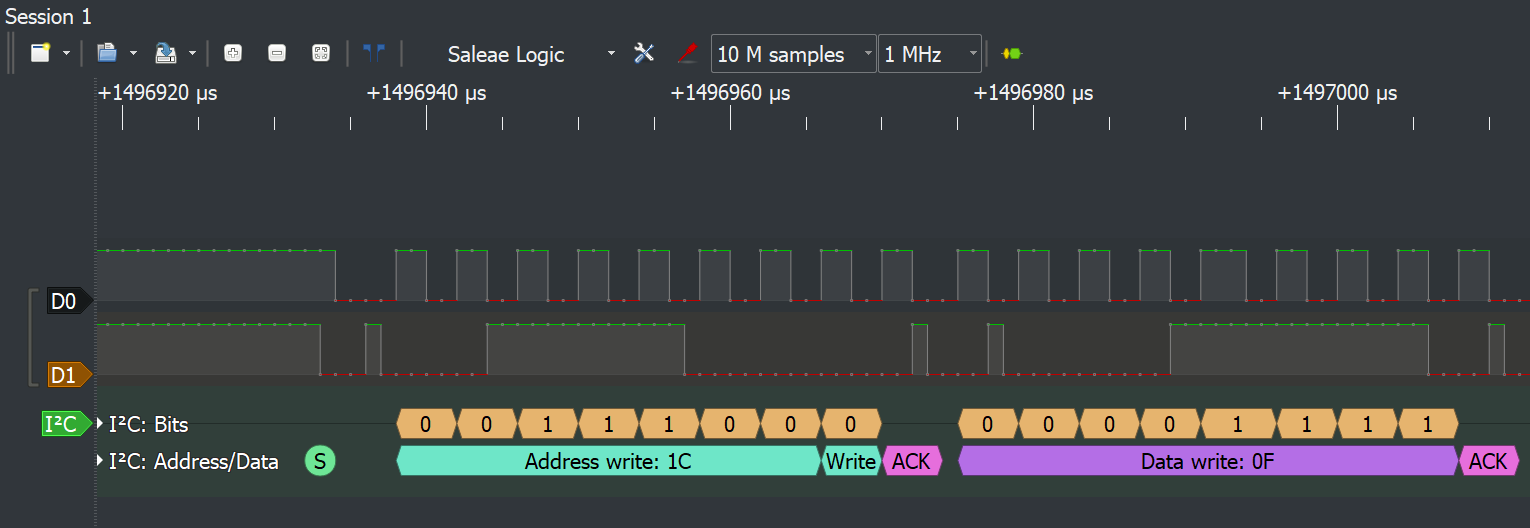 Session 1
Saleae Logic 10 M samples 1 MHz
+1496920 µs +1496940 µs +1496960 µs +1496980 µs +1497000 µs
D0
D1
I²C I²C: Bits 0 0 1 1 1 0 0 0 0 0 0 0 1 1 1 1
I²C: Address/Data S Address write: 1C Write ACK Data write: 0F ACK